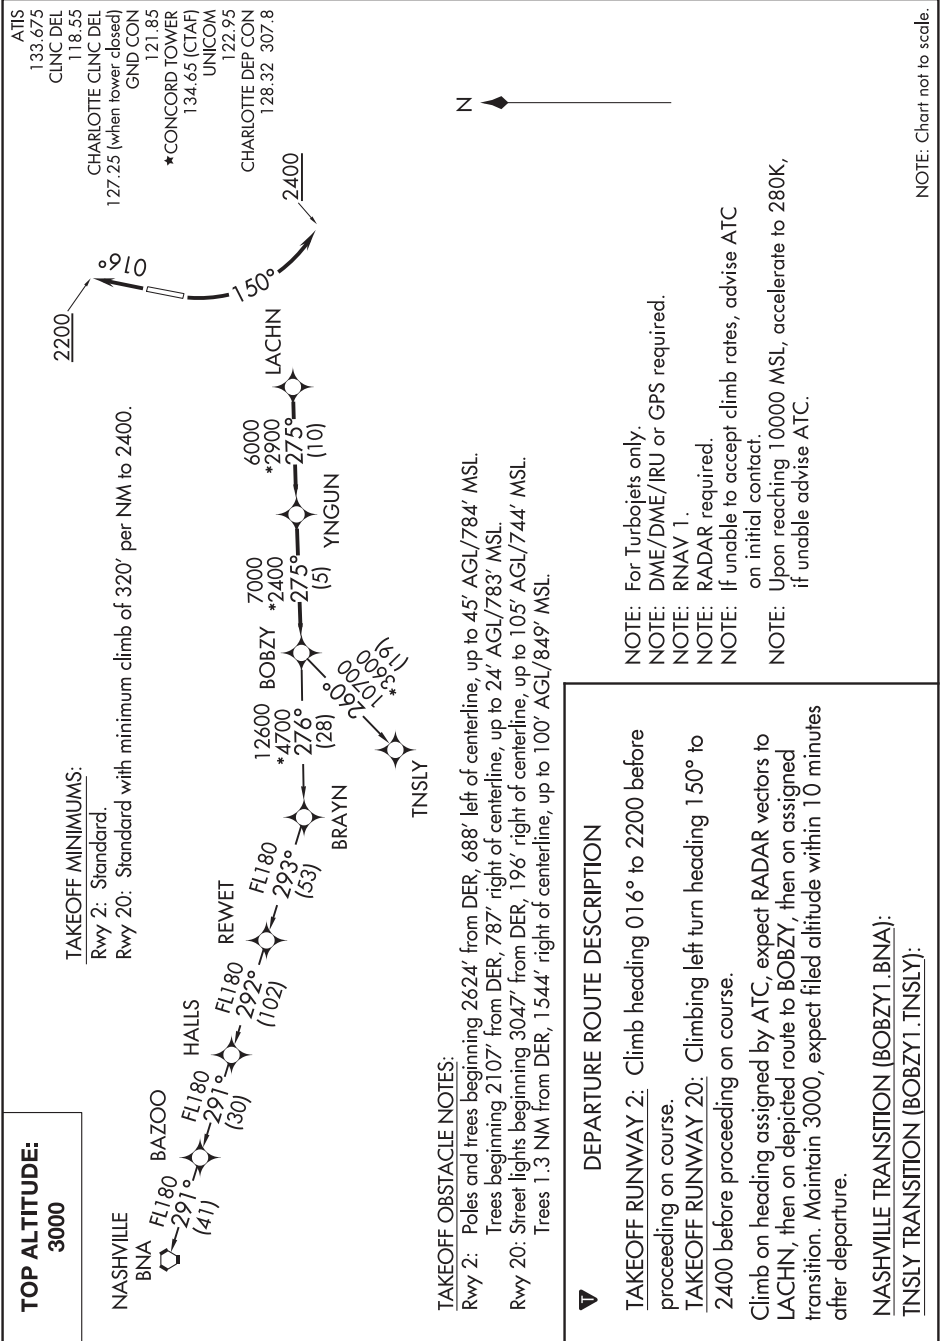 TOP ALTITUDE:
3000
ATIS
133.675
CLNC DEL
118.55
CHARLOTTE CLNC DEL
127.25 (when tower closed)
GND CON
121.85
★CONCORD TOWER
134.65 (CTAF)
UNICOM
122.95
CHARLOTTE DEP CON
128.32 307.8
TAKEOFF MINIMUMS:
Rwy 2: Standard.
Rwy 20: Standard with minimum climb of 320' per NM to 2400.
2200
016°
150°
2400
N
NASHVILLE
BNA
FL180
291°
(41)
BAZOO
FL180
291°
(30)
HALLS
FL180
292°
(102)
REWET
FL180
293°
(53)
BRAYN
12600
*4700
276°
(28)
BOBZY
7000
*2400
275°
(5)
YNGUN
6000
*2900
275°
(10)
LACHN
260°
10700
*3600
(19)
TNSLY
TAKEOFF OBSTACLE NOTES:
Rwy 2: Poles and trees beginning 2624' from DER, 688' left of centerline, up to 45' AGL/784' MSL.
Trees beginning 2107' from DER, 787' right of centerline, up to 24' AGL/783' MSL.
Rwy 20: Street lights beginning 3047' from DER, 196' right of centerline, up to 105' AGL/744' MSL.
Trees 1.3 NM from DER, 1544' right of centerline, up to 100' AGL/849' MSL.
NOTE: For Turbojets only.
NOTE: DME/DME/IRU or GPS required.
NOTE: RNAV 1.
NOTE: RADAR required.
NOTE: If unable to accept climb rates, advise ATC
on initial contact.
NOTE: Upon reaching 10000 MSL, accelerate to 280K,
if unable advise ATC.
NOTE: Chart not to scale.
T
DEPARTURE ROUTE DESCRIPTION
TAKEOFF RUNWAY 2: Climb heading 016° to 2200 before
proceeding on course.
TAKEOFF RUNWAY 20: Climbing left turn heading 150° to
2400 before proceeding on course.
Climb on heading assigned by ATC, expect RADAR vectors to
LACHN, then on depicted route to BOBZY, then on assigned
transition. Maintain 3000, expect filed altitude within 10 minutes
after departure.
NASHVILLE TRANSITION (BOBZY1.BNA):
TNSLY TRANSITION (BOBZY1.TNSLY):